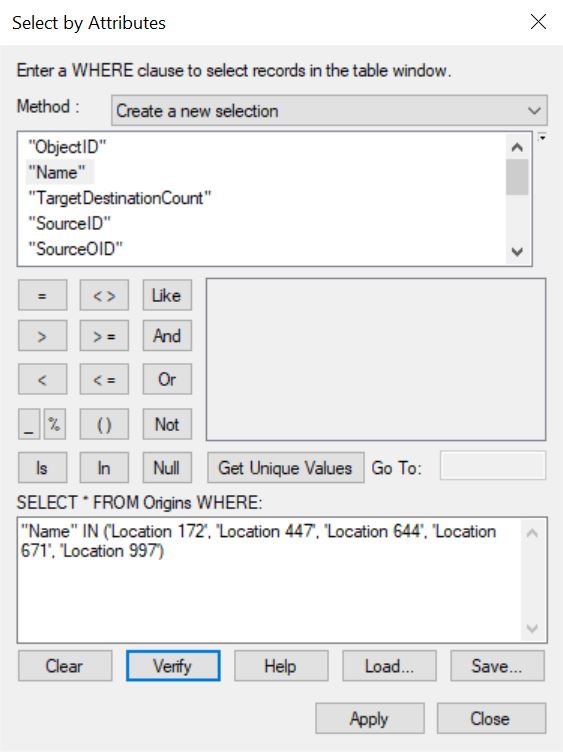 Select by Attributes
Enter a WHERE clause to select records in the table window.
Method : Create a new selection
"ObjectID"
"Name"
"TargetDestinationCount"
"SourceID"
"SourceOID"
= < > Like
> > = And
< < = Or
_ % ( ) Not
Is In Null Get Unique Values Go To:
SELECT * FROM Origins WHERE:
"Name" IN ('Location 172', 'Location 447', 'Location 644', 'Location
671', 'Location 997')
Clear Verify Help Load... Save...
Apply Close